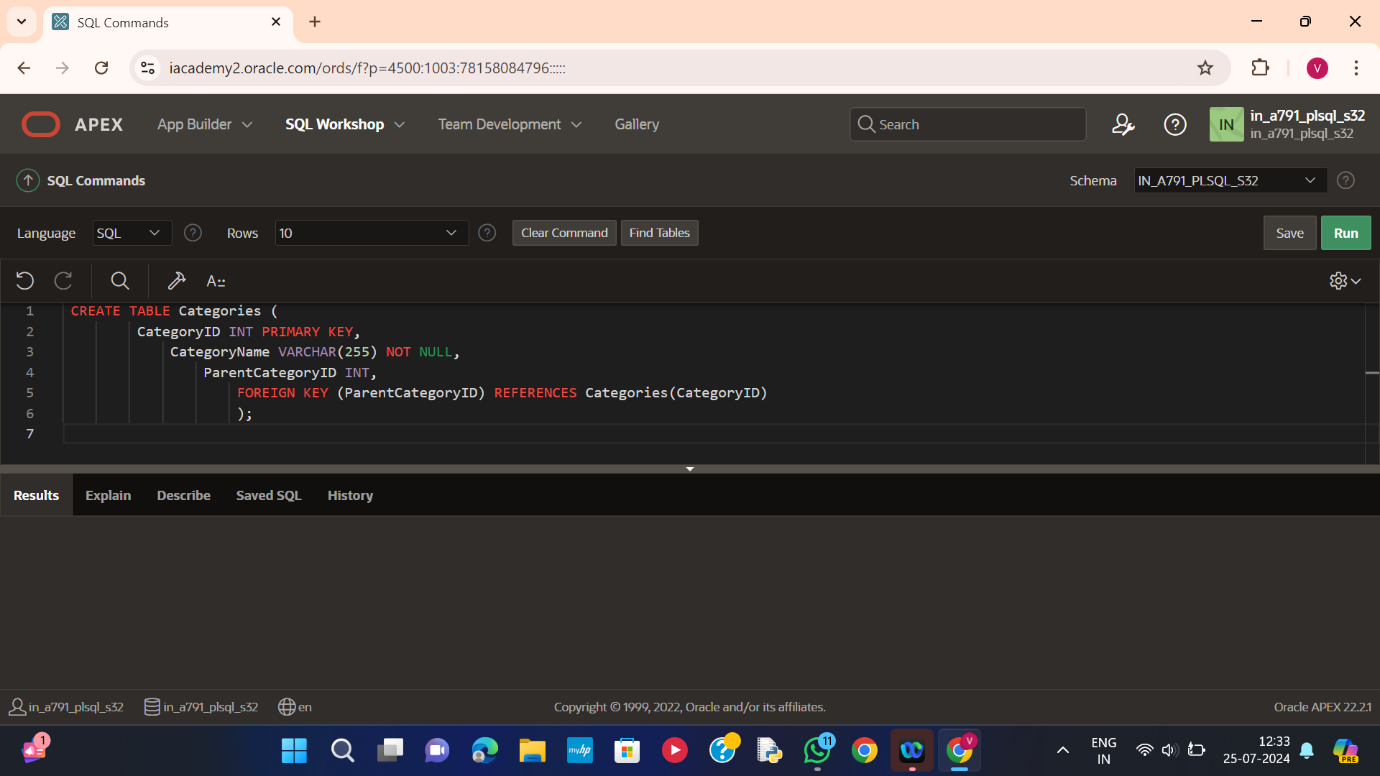 SQL Commands
iacademy2.oracle.com/ords/f?p=4500:1003:78158084796:::::
V
APEX App Builder SQL Workshop Team Development Gallery Search IN in_a791_plsql_s32
in_a791_plsql_s32
SQL Commands Schema IN_A791_PLSQL_S32
Language SQL Rows 10 Clear Command Find Tables Save Run
1 CREATE TABLE Categories (
2 CategoryID INT PRIMARY KEY,
3 CategoryName VARCHAR(255) NOT NULL,
4 ParentCategoryID INT,
5 FOREIGN KEY (ParentCategoryID) REFERENCES Categories(CategoryID)
6 );
7
Results Explain Describe Saved SQL History
in_a791_plsql_s32 in_a791_plsql_s32 en Copyright © 1999, 2022, Oracle and/or its affiliates. Oracle APEX 22.2.1
1 myhp 11 V ENG 12:33
IN 25-07-2024 PRE